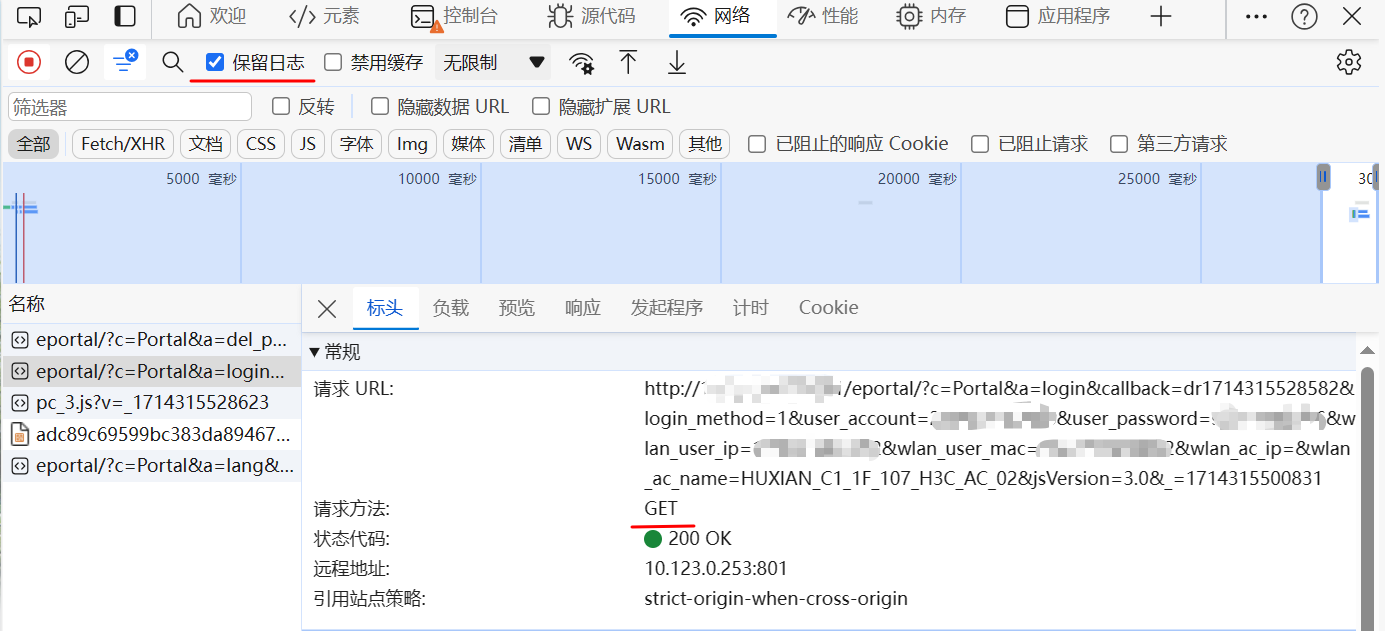 欢迎 元素 控制台 源代码 网络 性能 内存 应用程序
保留日志 禁用缓存 无限制
筛选器 反转 隐藏数据 URL 隐藏扩展 URL
全部 Fetch/XHR 文档 CSS JS 字体 Img 媒体 清单 WS Wasm 其他 已阻止的响应 Cookie 已阻止请求 第三方请求
5000 毫秒 10000 毫秒 15000 毫秒 20000 毫秒 25000 毫秒
名称
eportal/?c=Portal&a=del_p...
eportal/?c=Portal&a=login...
pc_3.js?v=_1714315528623
adc89c69599bc383da89467...
eportal/?c=Portal&a=lang&...
标头 负载 预览 响应 发起程序 计时 Cookie
常规
请求 URL: http:// /eportal/?c=Portal&a=login&callback=dr1714315528582&
login_method=1&user_account= &user_password= &w
lan_user_ip= &wlan_user_mac= &wlan_ac_ip=&wlan
_ac_name=HUXIAN_C1_1F_107_H3C_AC_02&jsVersion=3.0&_=1714315500831
请求方法: GET
状态代码: 200 OK
远程地址: 10.123.0.253:801
引用站点策略: strict-origin-when-cross-origin